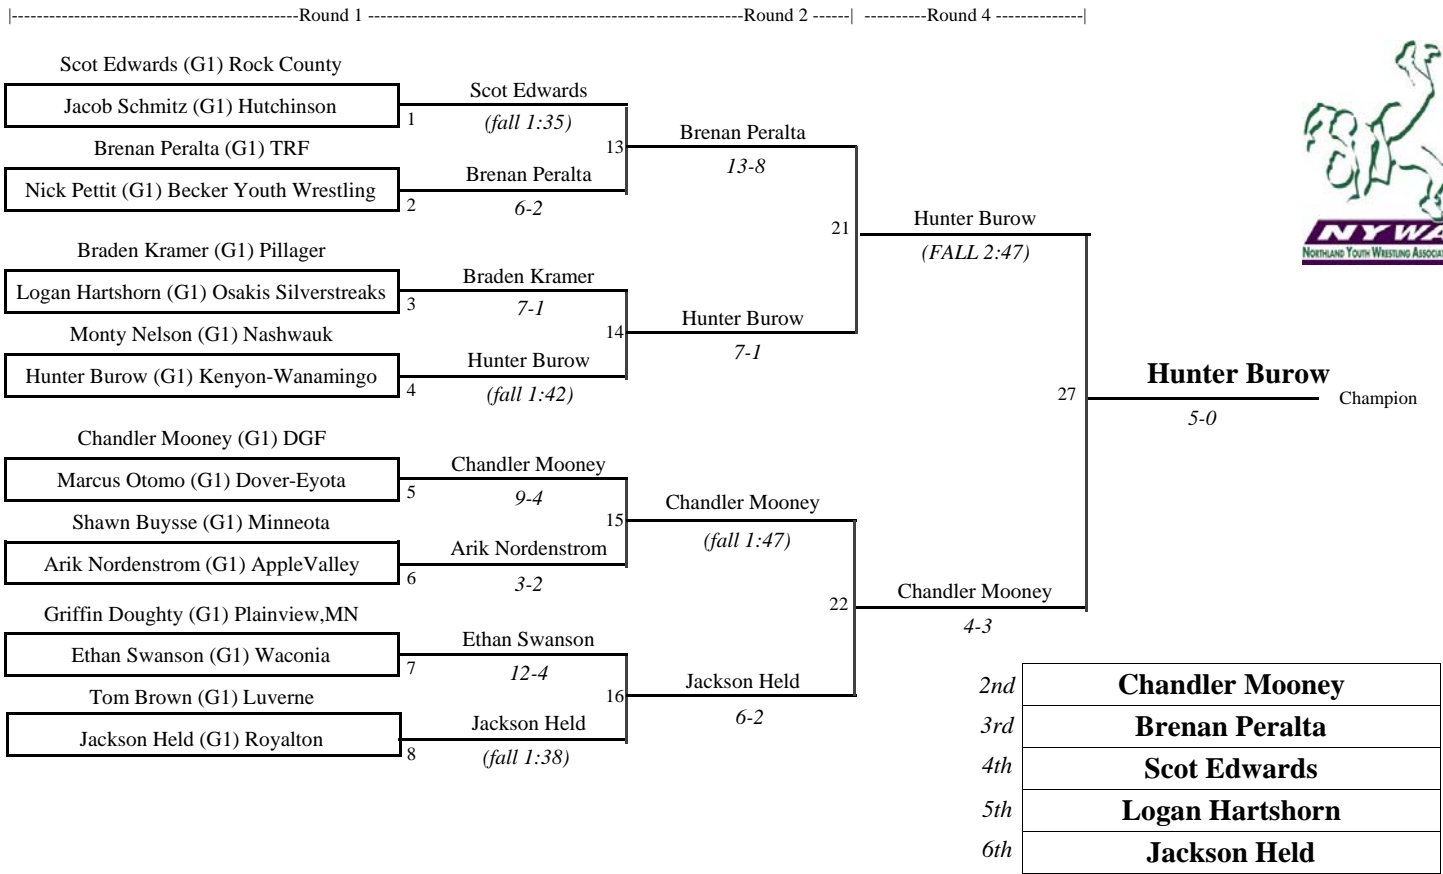 |----------------------------------------------Round 1 ------------------------------------------------------------Round 2 ------| ----------Round 4 --------------|
Scot Edwards (G1) Rock County
Jacob Schmitz (G1) Hutchinson
1
Scot Edwards
(fall 1:35)
Brenan Peralta (G1) TRF
Nick Pettit (G1) Becker Youth Wrestling
2
Brenan Peralta
6-2
13
Brenan Peralta
13-8
Braden Kramer (G1) Pillager
Logan Hartshorn (G1) Osakis Silverstreaks
3
Braden Kramer
7-1
Monty Nelson (G1) Nashwauk
Hunter Burow (G1) Kenyon-Wanamingo
4
Hunter Burow
(fall 1:42)
14
Hunter Burow
7-1
21
Hunter Burow
(FALL 2:47)
Chandler Mooney (G1) DGF
Marcus Otomo (G1) Dover-Eyota
5
Chandler Mooney
9-4
Shawn Buysse (G1) Minneota
Arik Nordenstrom (G1) AppleValley
6
Arik Nordenstrom
3-2
15
Chandler Mooney
(fall 1:47)
Griffin Doughty (G1) Plainview,MN
Ethan Swanson (G1) Waconia
7
Ethan Swanson
12-4
Tom Brown (G1) Luverne
Jackson Held (G1) Royalton
8
Jackson Held
(fall 1:38)
16
Jackson Held
6-2
22
Chandler Mooney
4-3
27
Hunter Burow
5-0
Champion
NYWA
NORTHLAND YOUTH WRESTLING
2nd Chandler Mooney
3rd Brenan Peralta
4th Scot Edwards
5th Logan Hartshorn
6th Jackson Held